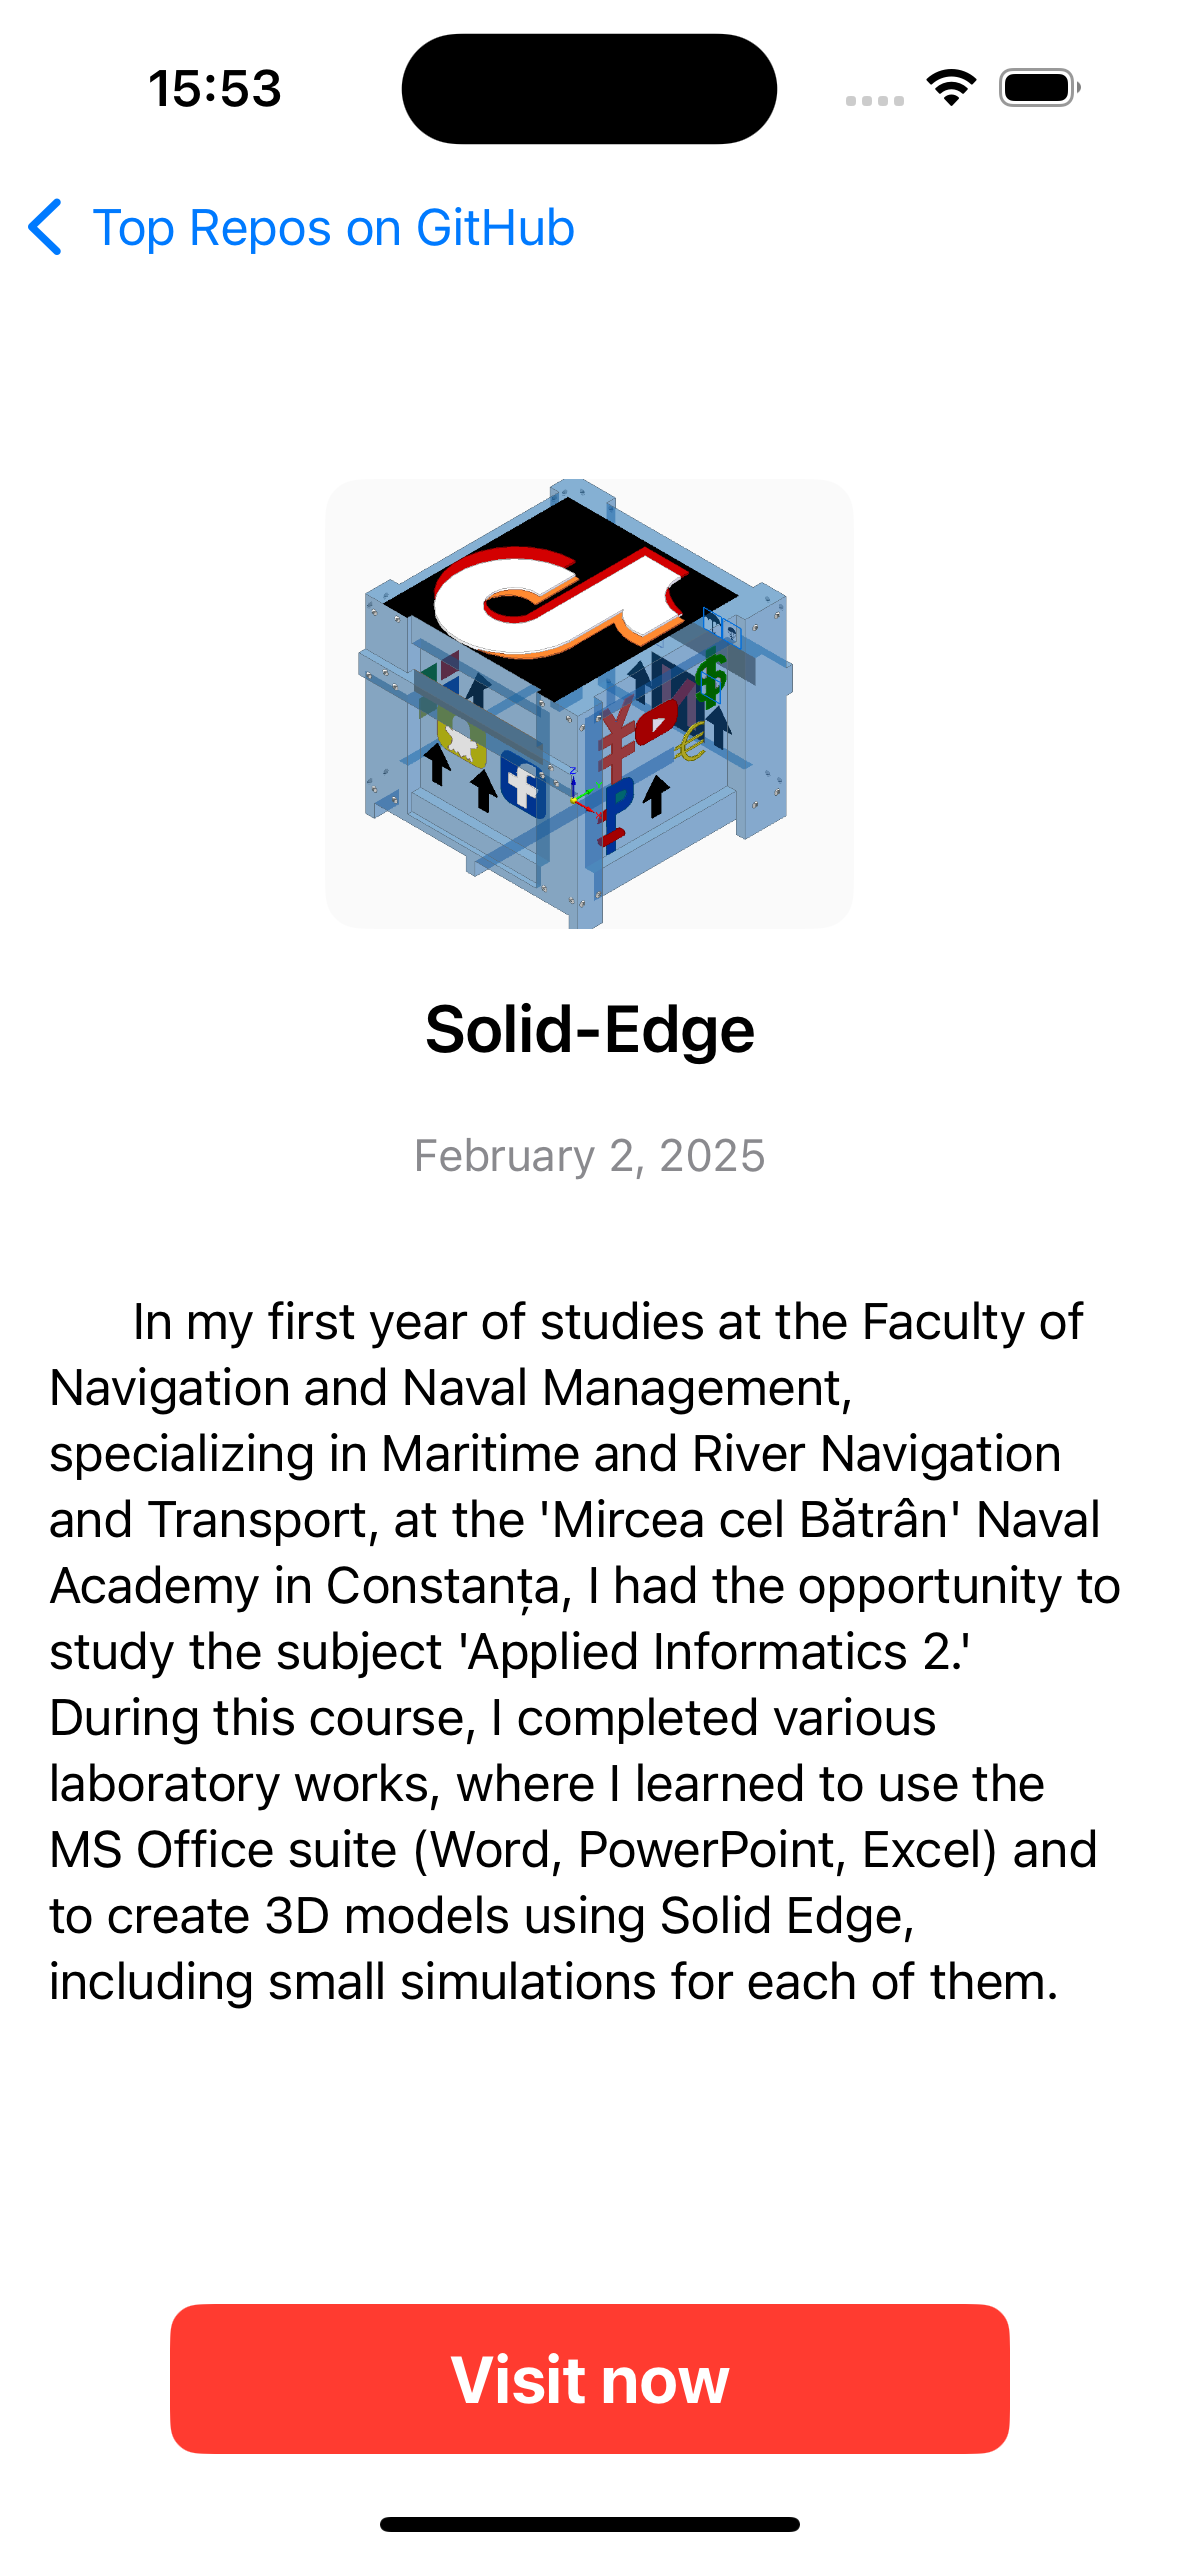 15:53
Top Repos on GitHub
Solid-Edge
February 2, 2025
In my first year of studies at the Faculty of
Navigation and Naval Management,
specializing in Maritime and River Navigation
and Transport, at the 'Mircea cel Bătrân' Naval
Academy in Constanța, I had the opportunity to
study the subject 'Applied Informatics 2.'
During this course, I completed various
laboratory works, where I learned to use the
MS Office suite (Word, PowerPoint, Excel) and
to create 3D models using Solid Edge,
including small simulations for each of them.
Visit now